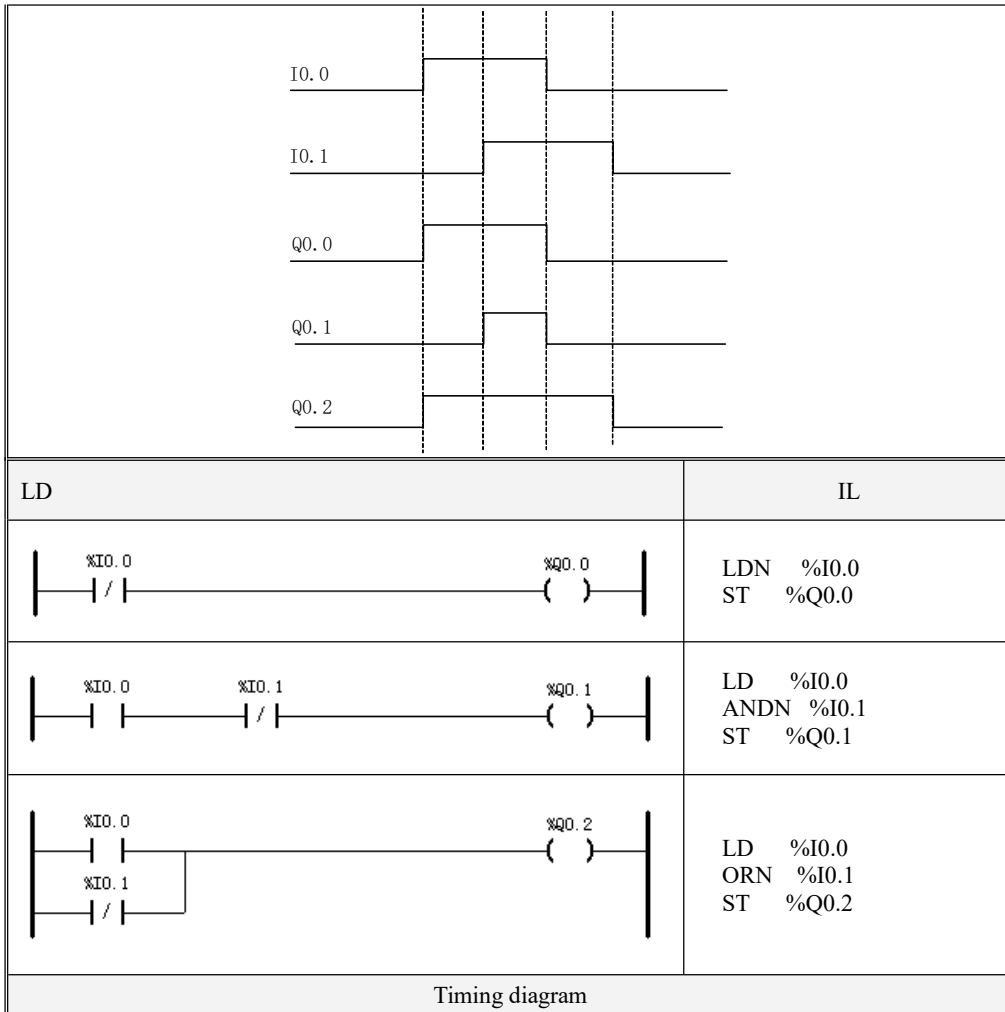 I0.0
I0.1
Q0.0
Q0.1
Q0.2
LD IL
%I0.0 %Q0.0
LDN %I0.0
ST %Q0.0
%I0.0 %I0.1 %Q0.1
LD %I0.0
ANDN %I0.1
ST %Q0.1
%I0.0 %Q0.2
%I0.1
LD %I0.0
ORN %I0.1
ST %Q0.2
Timing diagram